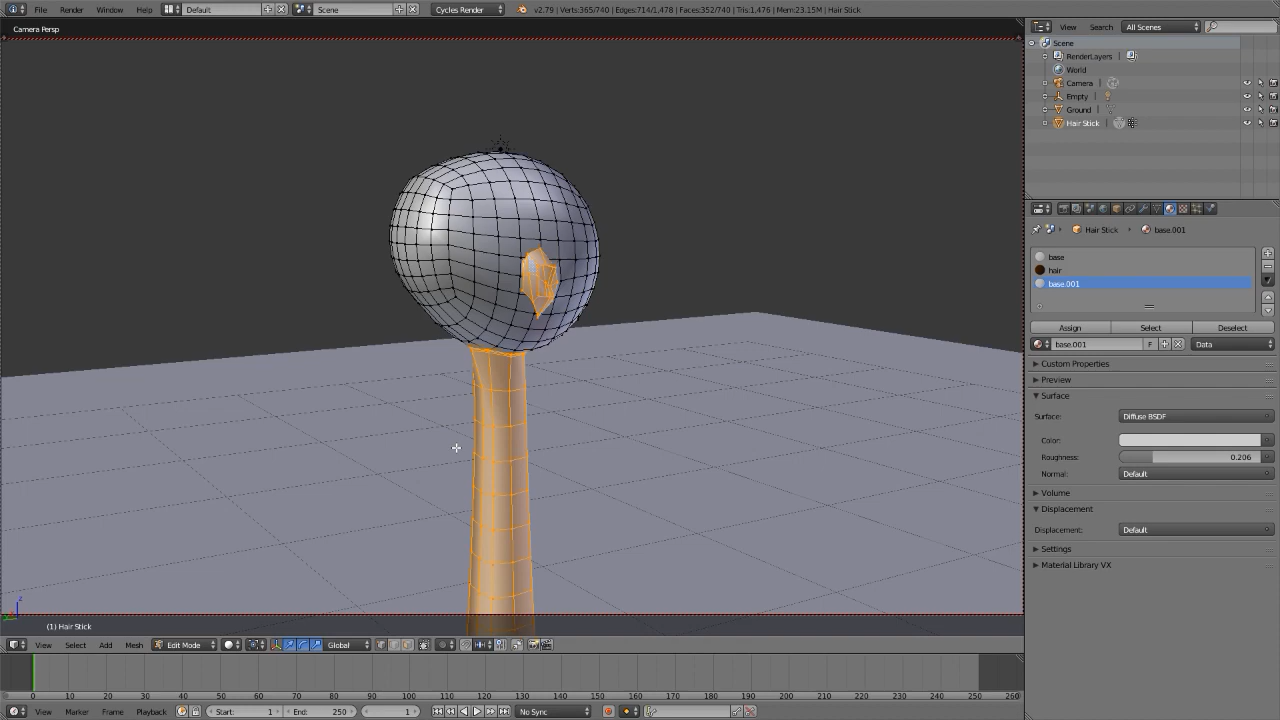 File Render Window Help Default Scene Cycles Render v2.79 | Verts:365/740 | Edges:714/1,478 | Faces:352/740 | Tris:1,476 | Mem:23.15M | Hair Stick
Camera Persp
View Search All Scenes
Scene
RenderLayers
World
Camera
Empty
Ground
Hair Stick
Hair Stick base.001
base
hair
base.001
Assign Select Deselect
base.001 F Data
Custom Properties
Preview
Surface
Surface: Diffuse BSDF
Color:
Roughness: 0.206
Normal: Default
Volume
Displacement
Displacement: Default
Settings
Material Library VX
z
(1) Hair Stick
View Select Add Mesh Edit Mode Global
0 10 20 30 40 50 60 70 80 90 100 110 120 130 140 150 160 170 180 190 200 210 220 230 240 250 260
View Marker Frame Playback Start: 1 End: 250 1 No Sync